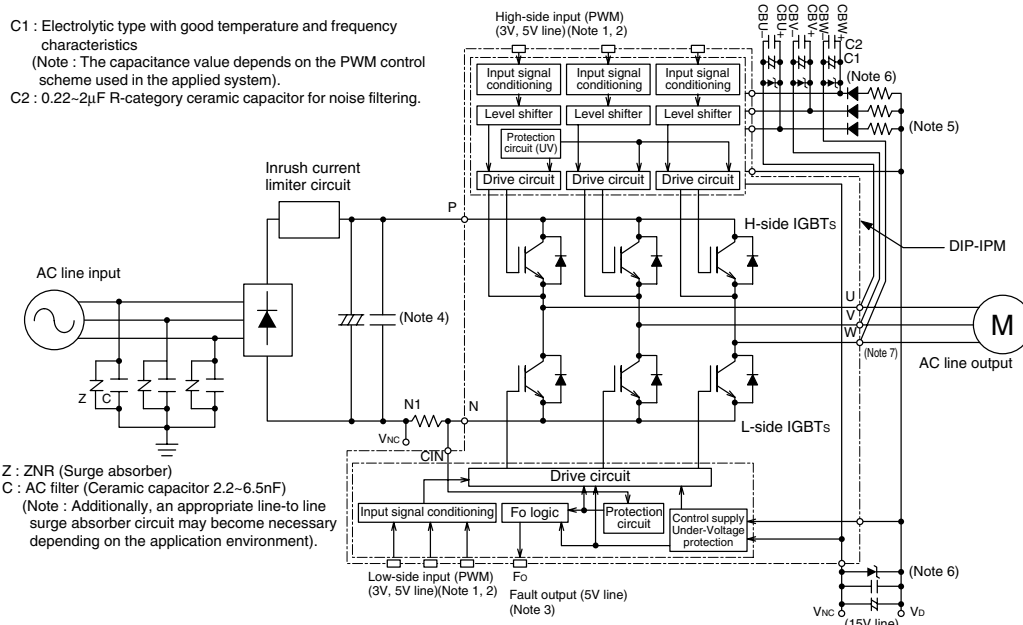 C1 : Electrolytic type with good temperature and frequency
characteristics
(Note : The capacitance value depends on the PWM control
scheme used in the applied system).
C2 : 0.22~2μF R-category ceramic capacitor for noise filtering.
High-side input (PWM)
(3V, 5V line)(Note 1, 2)
CBU–
CBU+
CBV–
CBV+
CBW–
CBW+
C2
C1
(Note 6)
(Note 5)
Input signal
conditioning
Input signal
conditioning
Input signal
conditioning
Level shifter
Level shifter
Level shifter
Protection
circuit (UV)
Drive circuit
Drive circuit
Drive circuit
Inrush current
limiter circuit
P
H-side IGBTS
DIP-IPM
AC line input
(Note 4)
U
V
W
(Note 7)
M
AC line output
Z
C
N1
N
VNC
CIN
L-side IGBTS
Z : ZNR (Surge absorber)
C : AC filter (Ceramic capacitor 2.2~6.5nF)
(Note : Additionally, an appropriate line-to line
surge absorber circuit may become necessary
depending on the application environment).
Drive circuit
Input signal conditioning
Fo logic
Protection
circuit
Control supply
Under-Voltage
protection
Low-side input (PWM)
(3V, 5V line)(Note 1, 2)
FO
Fault output (5V line)
(Note 3)
(Note 6)
VNC
VD
(15V line)